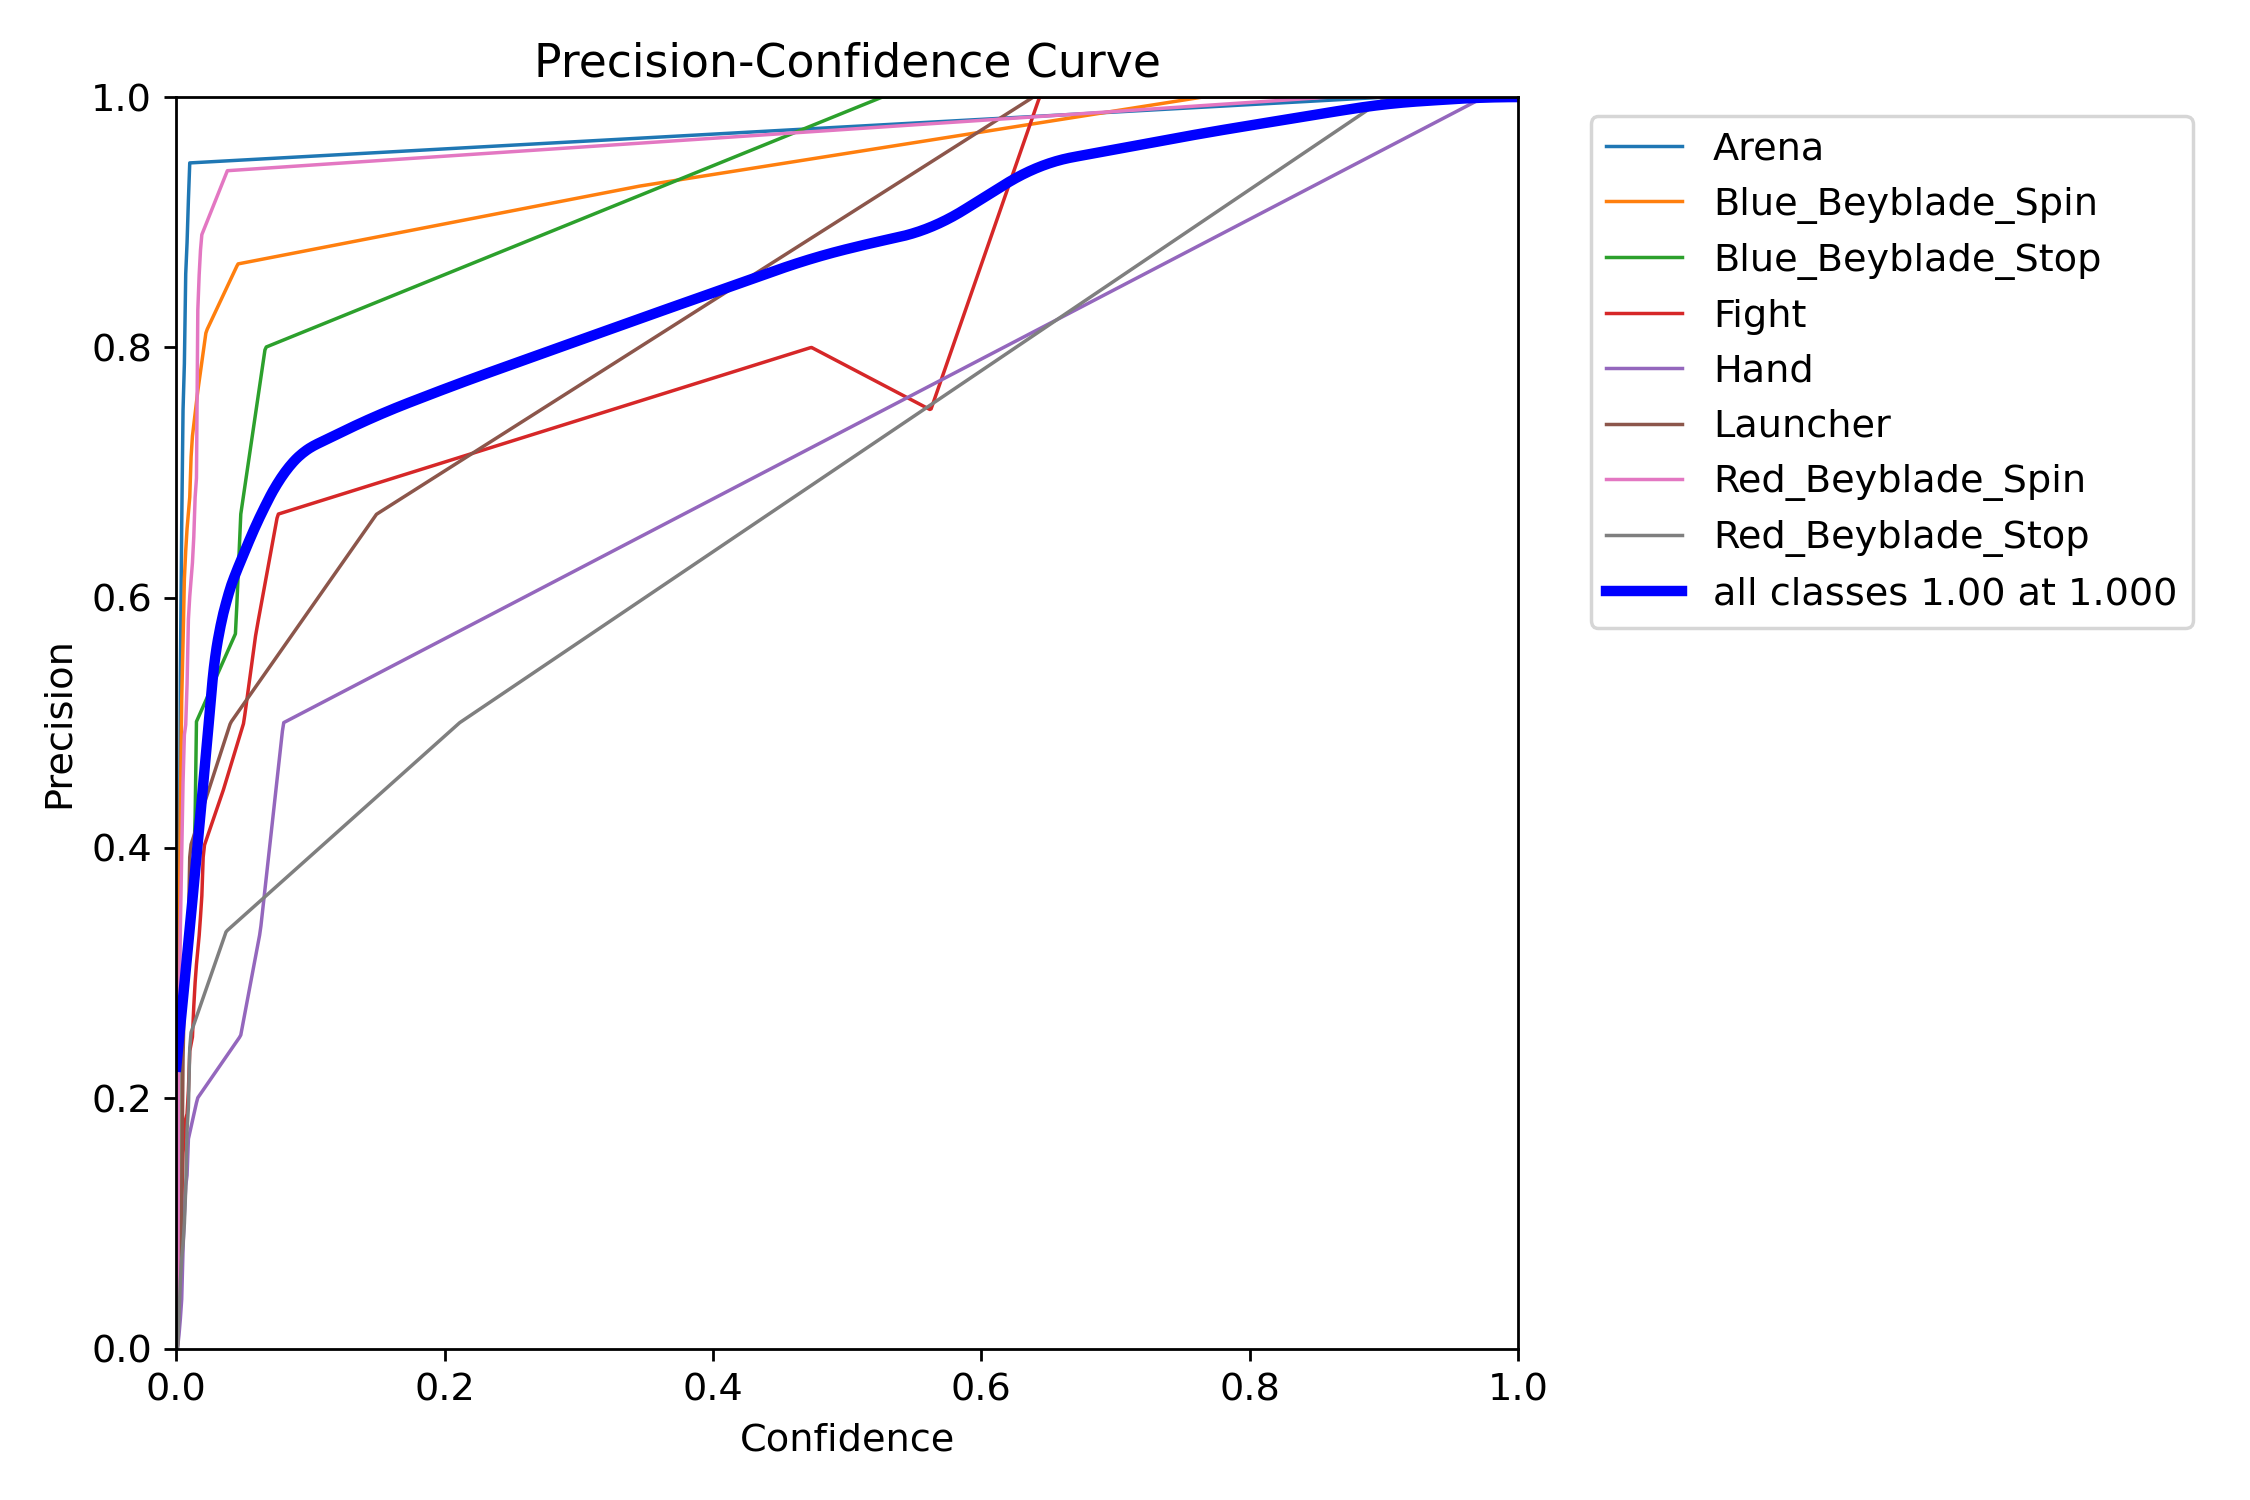 Precision-Confidence Curve
1.0
0.8
0.6
0.4
0.2
0.0
Precision
0.0 0.2 0.4 0.6 0.8 1.0
Confidence
Arena
Blue_Beyblade_Spin
Blue_Beyblade_Stop
Fight
Hand
Launcher
Red_Beyblade_Spin
Red_Beyblade_Stop
all classes 1.00 at 1.000